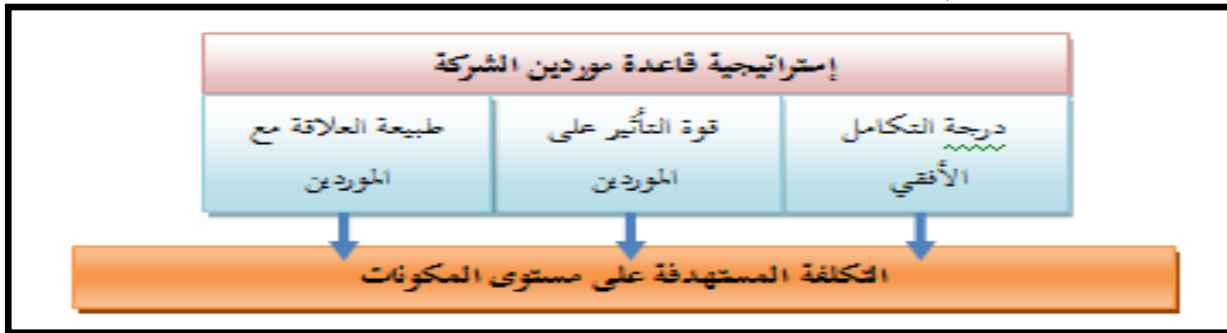 إستراتيجية قاعدة موردين الشركة
درجة التكامل
الأفقي
قوة التأثير على
الموردين
طبيعة العلاقة مع
الموردين
التكلفة المستهدفة على مستوى المكونات